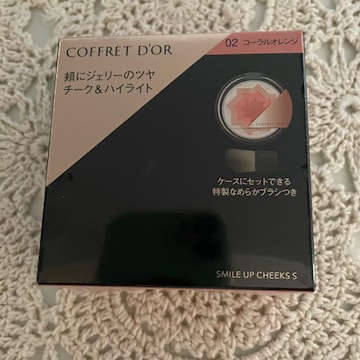 COFFRET D'OR
02 コーラルオレンジ
頬にジェリーのツヤ
チーク＆ハイライト
ケースにセットできる
特製なめらかブラシつき
SMILE UP CHEEKS S